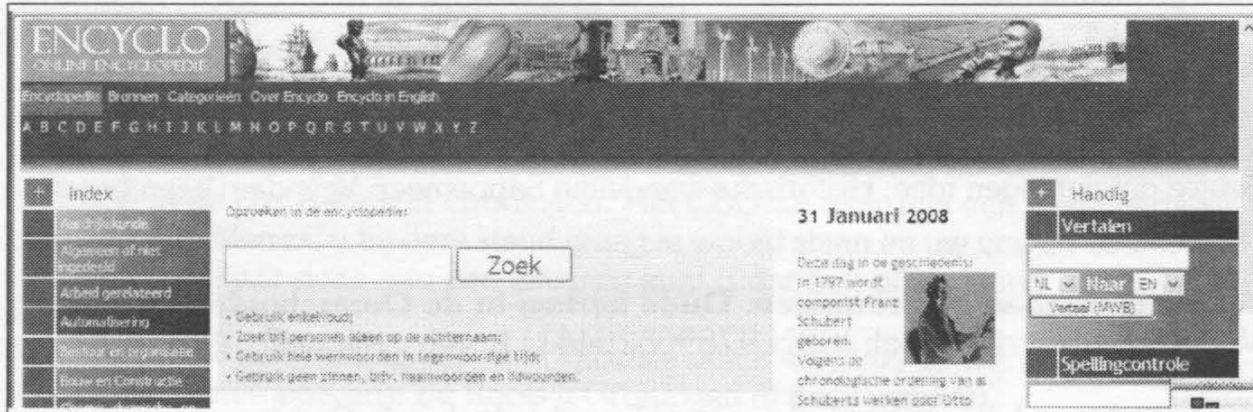 ENCYCLO
ONLINE ENCYCLOPEDIE
Encyclopedie Bronnen Categorieën Over Encyclo Encyclo in English
A B C D E F G H I J K L M N O P Q R S T U V W X Y Z
+ Index
Aardrijkskunde
Algemeen of niet
ingedeeld
Arbeid gerelateerd
Automatisering
Bestuur en organisatie
Bouw en Constructie
Opzoeken in de encyclopedie:
Zoek
• Gebruik enkelvoud;
• Zoek bij personen alleen op de achternaam;
• Gebruik hele werkwoorden in tegenwoordige tijd;
• Gebruik geen zinnen, bijv. naamwoorden en lidwoorden.
31 Januari 2008
Deze dag in de geschiedenis:
In 1797 wordt
componist Franz
Schubert
geboren.
Volgens de
chronologische ordening van al
Schuberts werken door Otto
+ Handig
Vertalen
NL Naar EN
Vertaal (MWB)
Spellingcontrole